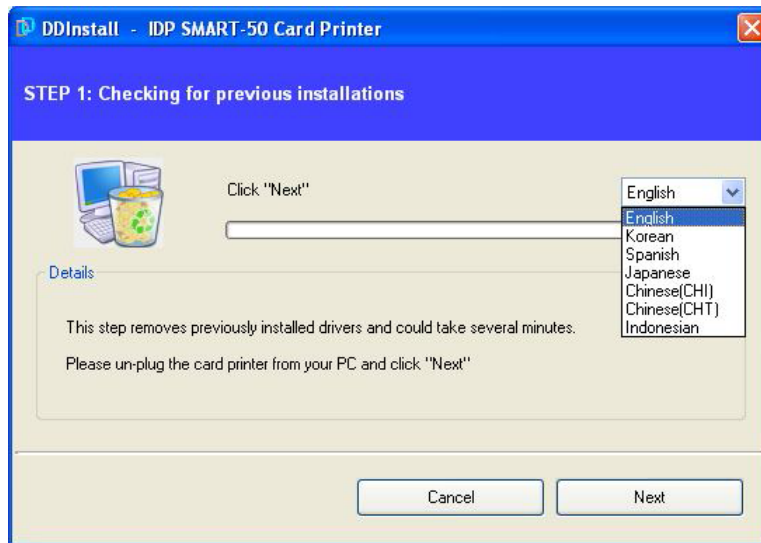 DDInstall - IDP SMART-50 Card Printer
STEP 1: Checking for previous installations
Click "Next"
English
English
Korean
Spanish
Japanese
Chinese(CHI)
Chinese(CHT)
Indonesian
Details
This step removes previously installed drivers and could take several minutes.
Please un-plug the card printer from your PC and click "Next"
Cancel
Next